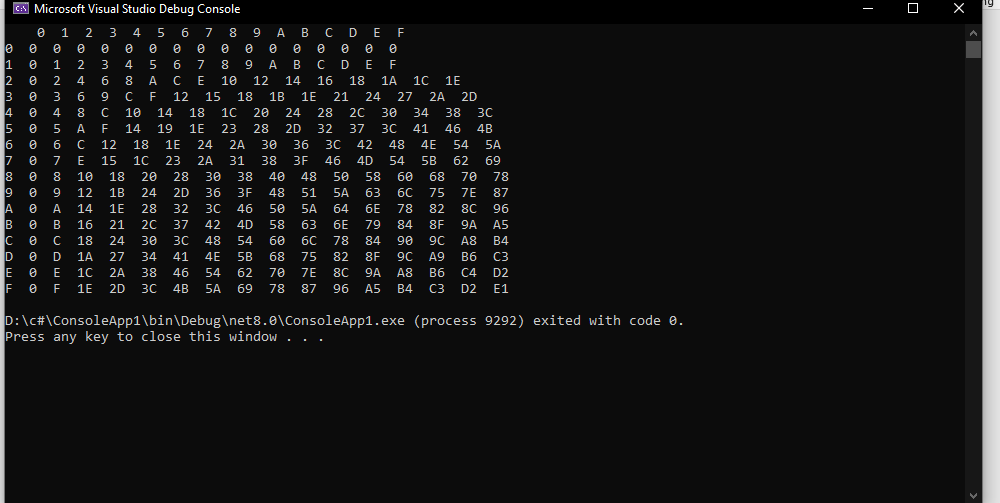 ng
Microsoft Visual Studio Debug Console
    0  1  2  3  4  5  6  7  8  9  A  B  C  D  E  F
0  0  0  0  0  0  0  0  0  0  0  0  0  0  0  0  0
1  0  1  2  3  4  5  6  7  8  9  A  B  C  D  E  F
2  0  2  4  6  8  A  C  E  10  12  14  16  18  1A  1C  1E
3  0  3  6  9  C  F  12  15  18  1B  1E  21  24  27  2A  2D
4  0  4  8  C  10  14  18  1C  20  24  28  2C  30  34  38  3C
5  0  5  A  F  14  19  1E  23  28  2D  32  37  3C  41  46  4B
6  0  6  C  12  18  1E  24  2A  30  36  3C  42  48  4E  54  5A
7  0  7  E  15  1C  23  2A  31  38  3F  46  4D  54  5B  62  69
8  0  8  10  18  20  28  30  38  40  48  50  58  60  68  70  78
9  0  9  12  1B  24  2D  36  3F  48  51  5A  63  6C  75  7E  87
A  0  A  14  1E  28  32  3C  46  50  5A  64  6E  78  82  8C  96
B  0  B  16  21  2C  37  42  4D  58  63  6E  79  84  8F  9A  A5
C  0  C  18  24  30  3C  48  54  60  6C  78  84  90  9C  A8  B4
D  0  D  1A  27  34  41  4E  5B  68  75  82  8F  9C  A9  B6  C3
E  0  E  1C  2A  38  46  54  62  70  7E  8C  9A  A8  B6  C4  D2
F  0  F  1E  2D  3C  4B  5A  69  78  87  96  A5  B4  C3  D2  E1
D:\c#\ConsoleApp1\bin\Debug\net8.0\ConsoleApp1.exe (process 9292) exited with code 0.
Press any key to close this window . . .